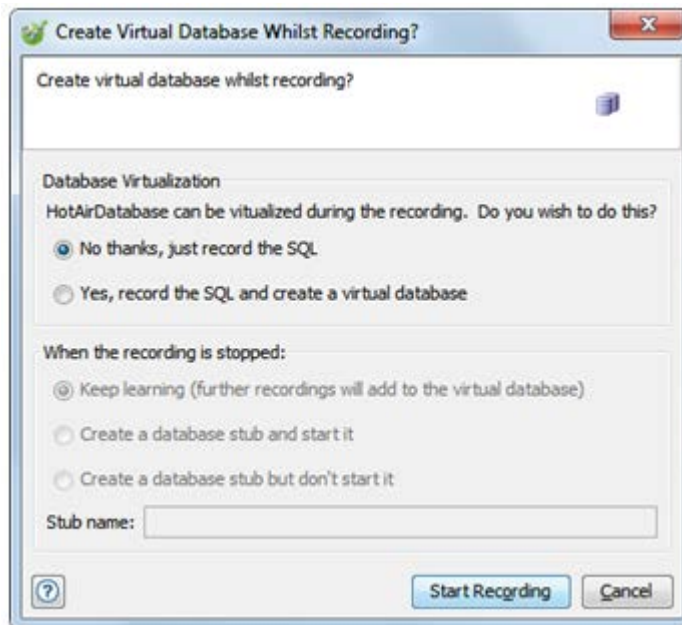 Create Virtual Database Whilst Recording?
Create virtual database whilst recording?
Database Virtualization
HotAirDatabase can be vitualized during the recording. Do you wish to do this?
No thanks, just record the SQL
Yes, record the SQL and create a virtual database
When the recording is stopped:
Keep learning (further recordings will add to the virtual database)
Create a database stub and start it
Create a database stub but don't start it
Stub name:
?
Start Recording
Cancel